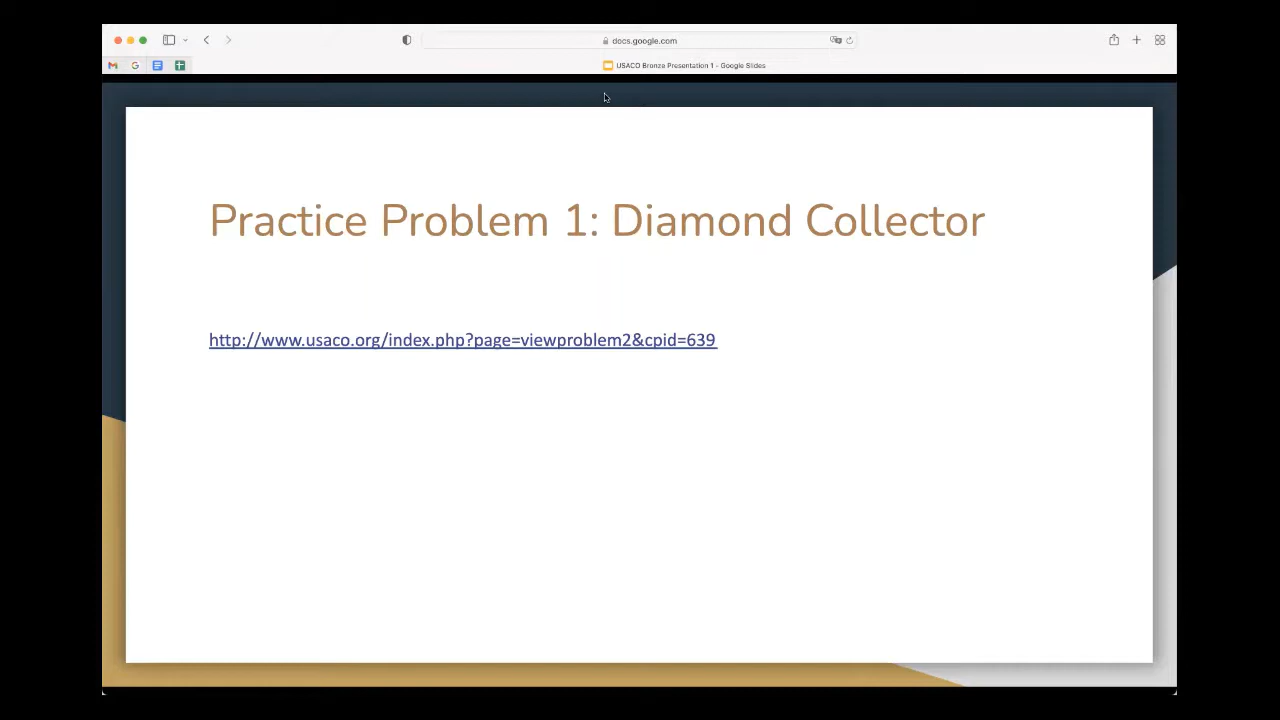 docs.google.com
USACO Bronze Presentation 1 - Google Slides
Practice Problem 1: Diamond Collector
http://www.usaco.org/index.php?page=viewproblem2&cpid=639